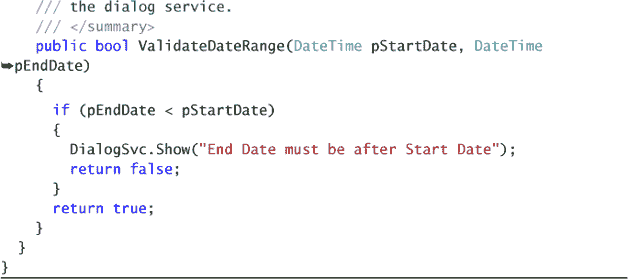 /// the dialog service.
/// </summary>
public bool ValidateDateRange(DateTime pStartDate, DateTime
➥pEndDate)
{
if (pEndDate < pStartDate)
{
DialogSvc.Show("End Date must be after Start Date");
return false;
}
return true;
}
}
}